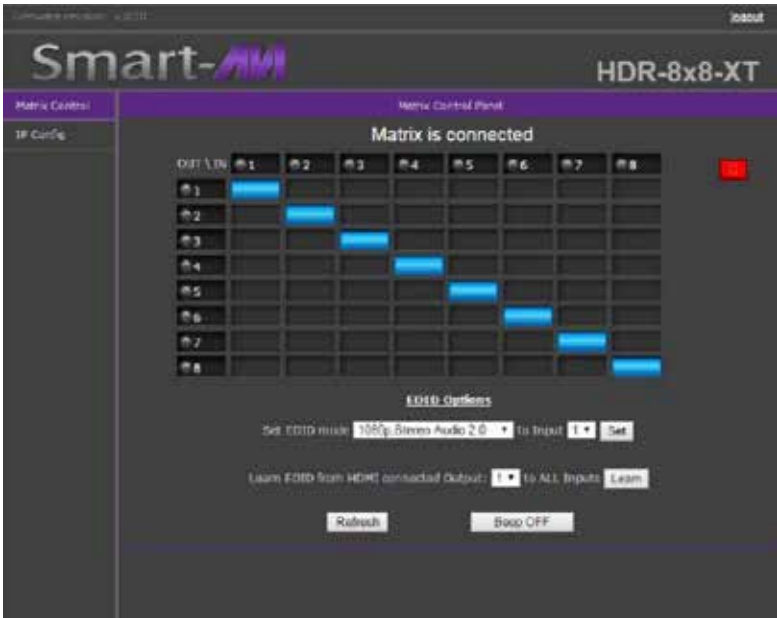 logout
Smart-AVI
HDR-8x8-XT
Matrix Control
Matrix Control Panel
IP Config
Matrix is connected
OUT \ IN 1 2 3 4 5 6 7 8
1
2
3
4
5
6
7
8
EDID Options
Set EDID mode 1080p,Stereo Audio 2.0 to Input 1 Set
Learn EDID from HDMI connected Output: 1 to ALL Inputs Learn
Refresh Beep OFF